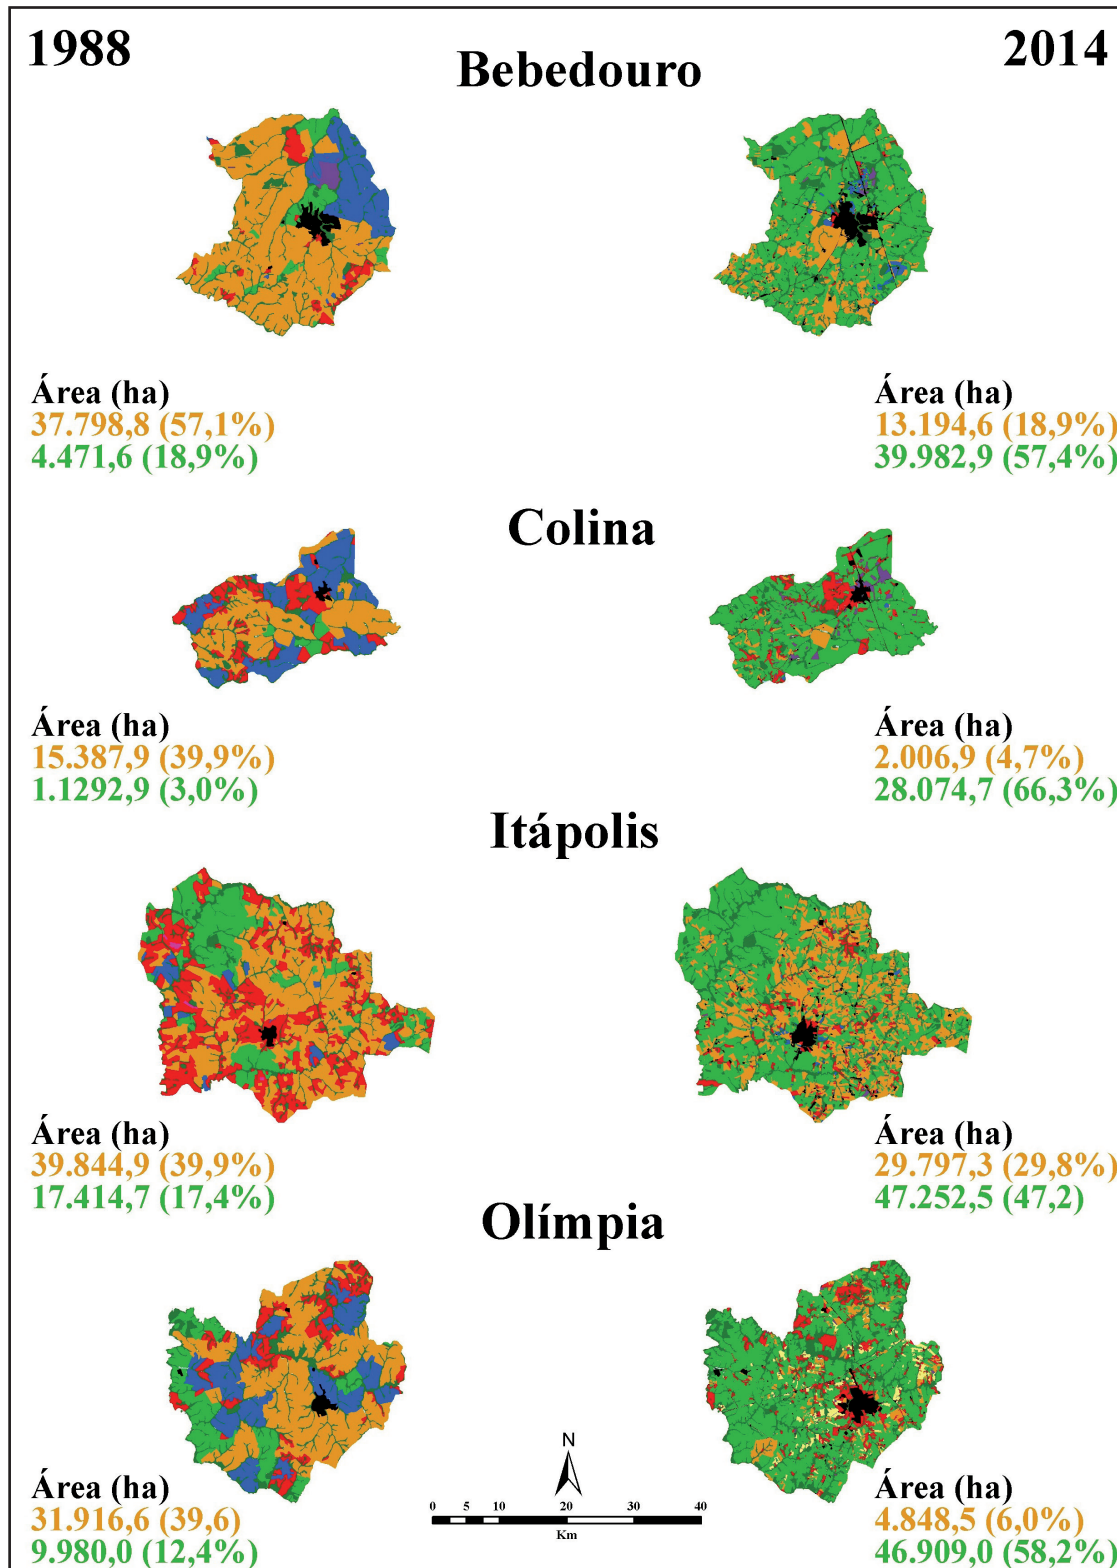 1988
2014
Bebedouro
Área (ha)
37.798,8 (57,1%)
4.471,6 (18,9%)
Área (ha)
13.194,6 (18,9%)
39.982,9 (57,4%)
Colina
Área (ha)
15.387,9 (39,9%)
1.1292,9 (3,0%)
Área (ha)
2.006,9 (4,7%)
28.074,7 (66,3%)
Itápolis
Área (ha)
39.844,9 (39,9%)
17.414,7 (17,4%)
Área (ha)
29.797,3 (29,8%)
47.252,5 (47,2)
Olímpia
Área (ha)
31.916,6 (39,6)
9.980,0 (12,4%)
N
0 5 10 20 30 40
Km
Área (ha)
4.848,5 (6,0%)
46.909,0 (58,2%)